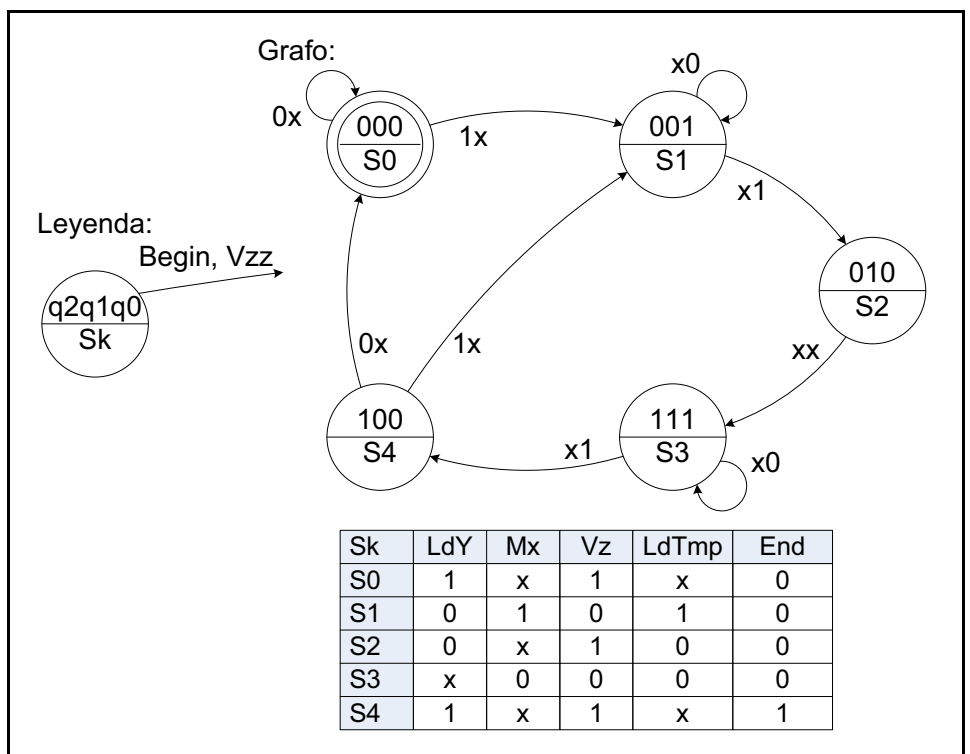 Grafo:
0x
000
S0
1x
x0
001
S1
x1
Leyenda:
Begin, Vzz
q2q1q0
Sk
010
S2
xx
0x
1x
100
S4
x1
111
S3
x0
Sk LdY Mx Vz LdTmp End
S0 1 x 1 x 0
S1 0 1 0 1 0
S2 0 x 1 0 0
S3 x 0 0 0 0
S4 1 x 1 x 1